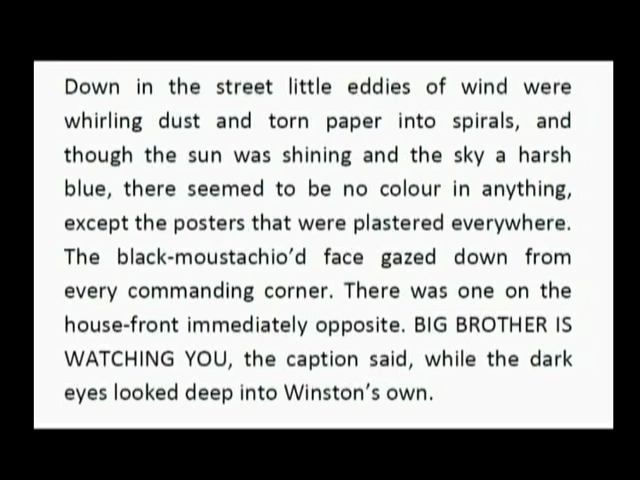 Down in the street little eddies of wind were
whirling dust and torn paper into spirals, and
though the sun was shining and the sky a harsh
blue, there seemed to be no colour in anything,
except the posters that were plastered everywhere.
The black-moustachio’d face gazed down from
every commanding corner. There was one on the
house-front immediately opposite. BIG BROTHER IS
WATCHING YOU, the caption said, while the dark
eyes looked deep into Winston’s own.